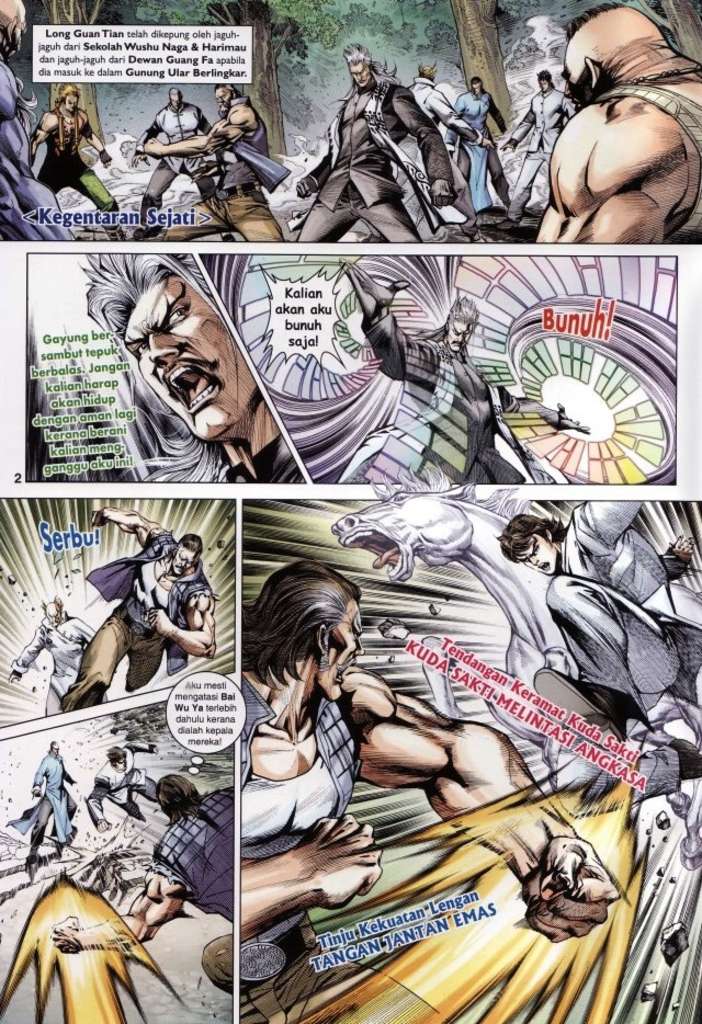 Long Guan Tian telah dikepung oleh jaguh-
jaguh dari Sekolah Wushu Naga & Harimau
dan jaguh-jaguh dari Dewan Guang Fa apabila
dia masuk ke dalam Gunung Ular Berlingkar.
<Kegentaran Sejati>
Gayung ber-
sambut tepuk
berbalas. Jangan
kalian harap
akan hidup
dengan aman lagi
kerana berani
meng-
ganggu aku ini!
Kalian
akan aku
bunuh
saja!
Bunuh!
2
Serbu!
Aku mesti
mengatasi Bai
Wu Ya terlebih
dahulu kerana
dialah kepala
mereka!
Tendangan Keramat Kuda Sakti
KUDA SAKTI MELINTASI ANGKASA
Tinju Kekuatan Lengan
TANGAN JANTAN EMAS